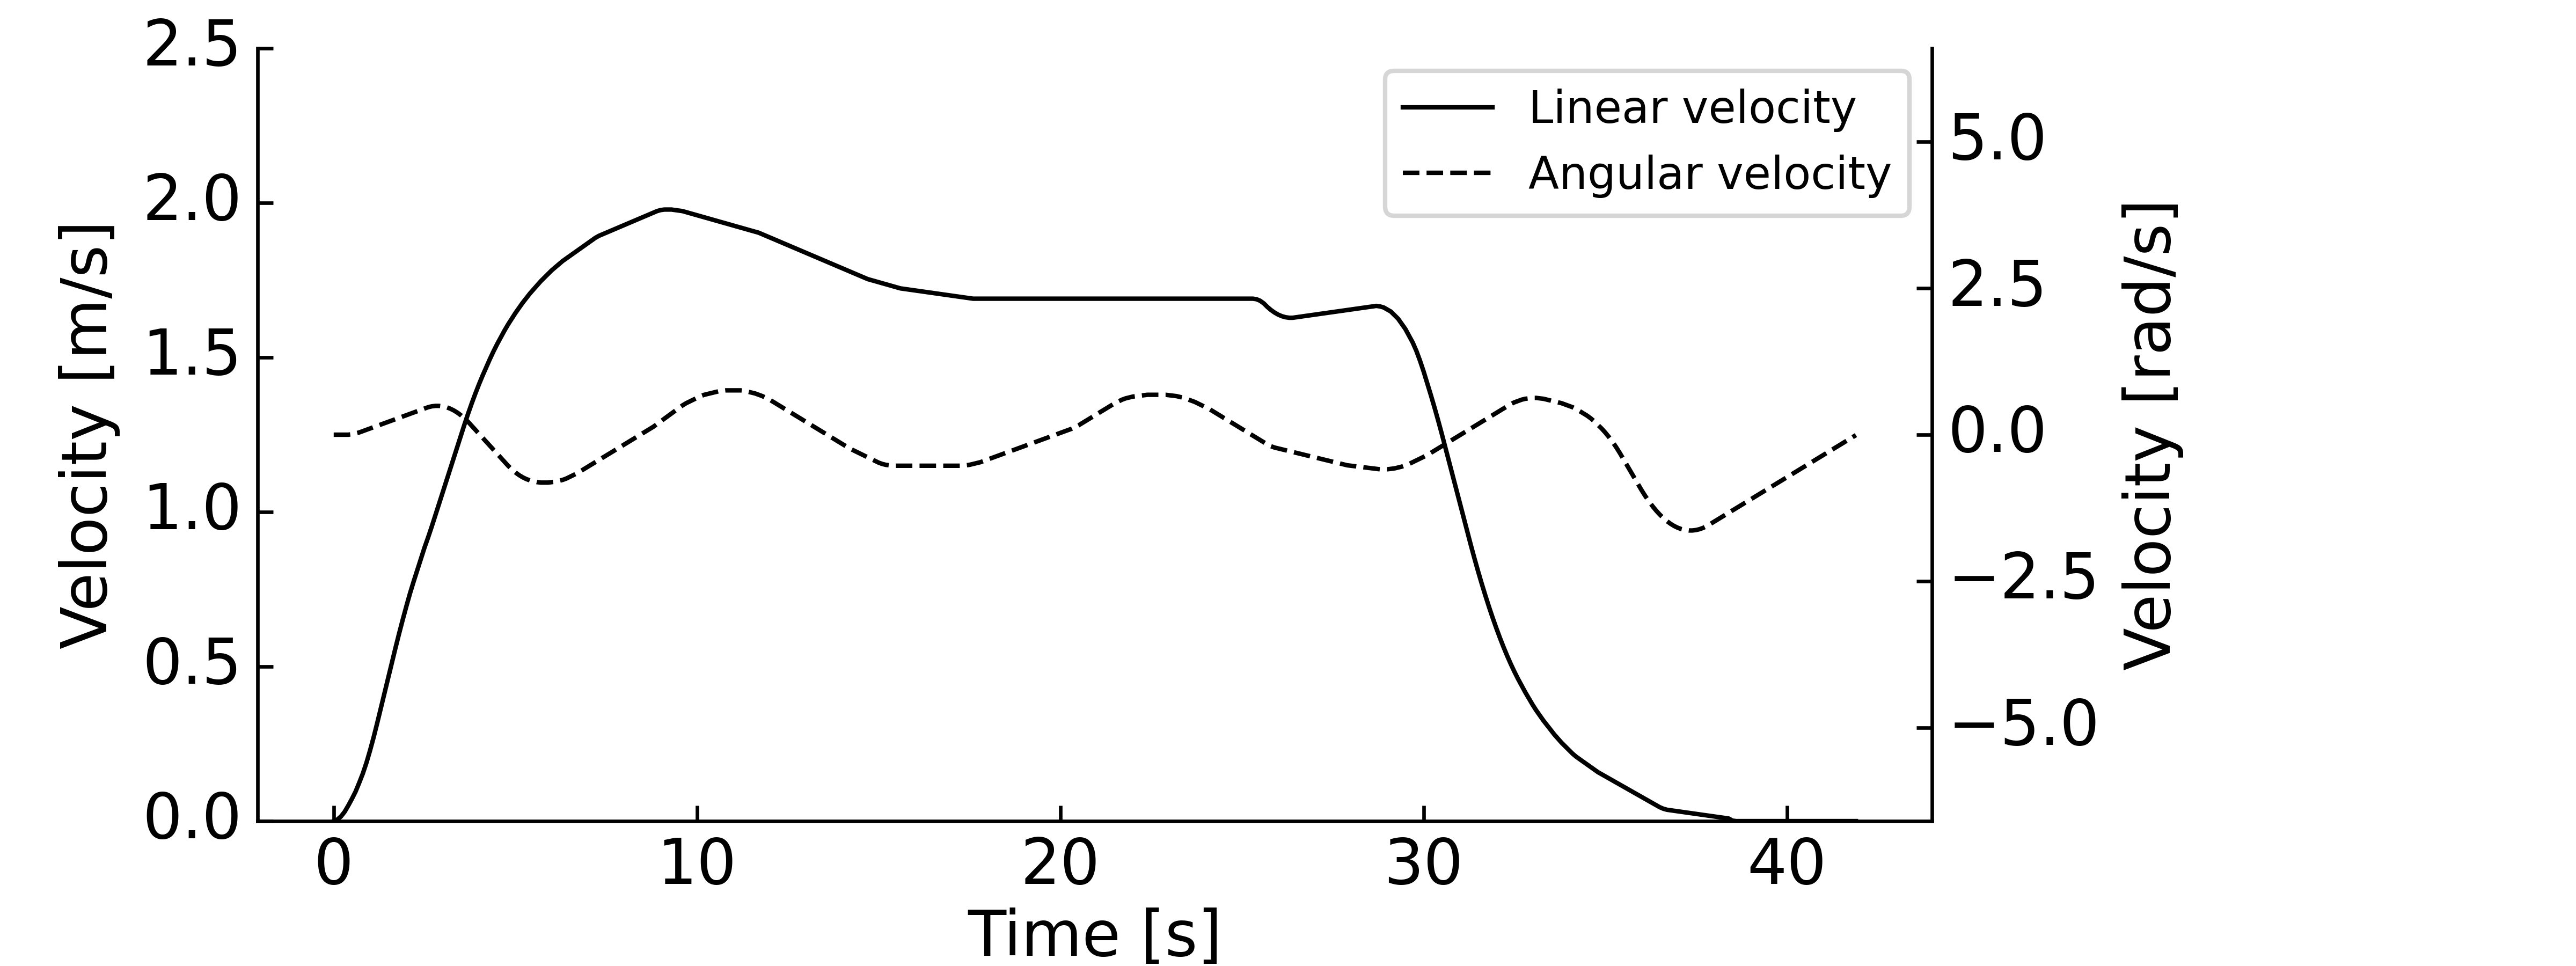 2.5
2.0
1.5
1.0
0.5
0.0
Velocity [m/s]
Linear velocity
Angular velocity
5.0
2.5
0.0
−2.5
−5.0
Velocity [rad/s]
0 10 20 30 40
Time [s]